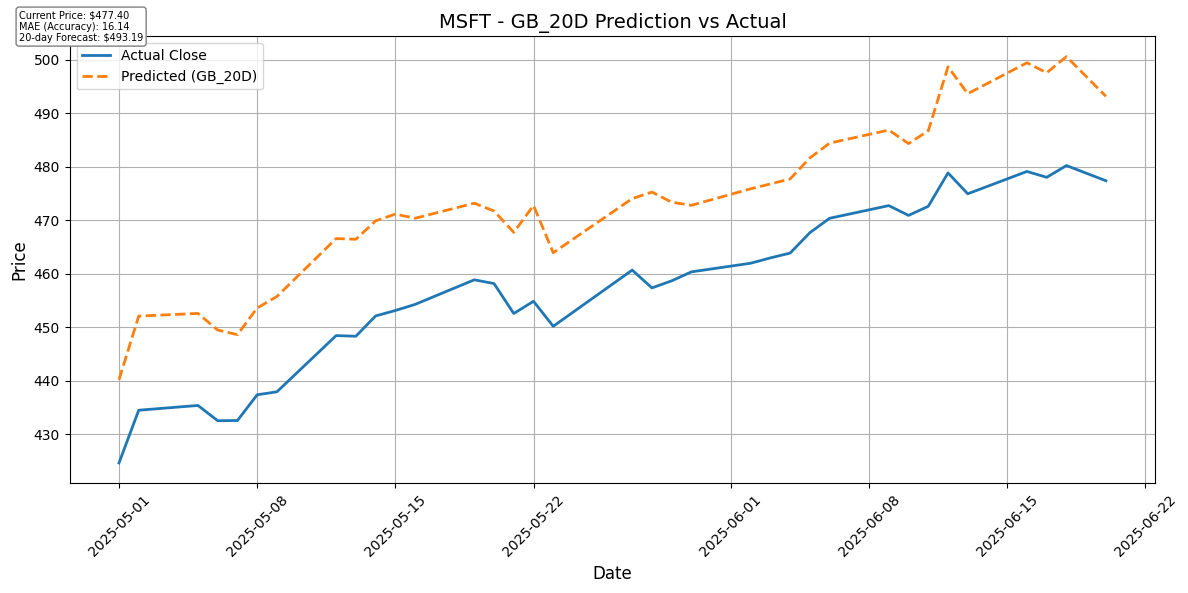 MSFT - GB_20D Prediction vs Actual
Current Price: $477.40
MAE (Accuracy): 16.14
20-day Forecast: $493.19
Actual Close
Predicted (GB_20D)
Price
500
490
480
470
460
450
440
430
2025-05-01
2025-05-08
2025-05-15
2025-05-22
2025-06-01
2025-06-08
2025-06-15
2025-06-22
Date